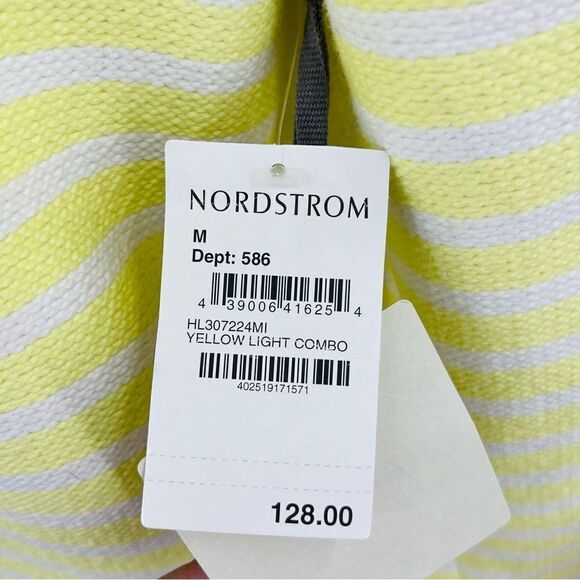 NORDSTROM
M
Dept: 586
4 39006 41625 4
HL307224MI
YELLOW LIGHT COMBO
402519171571
128.00